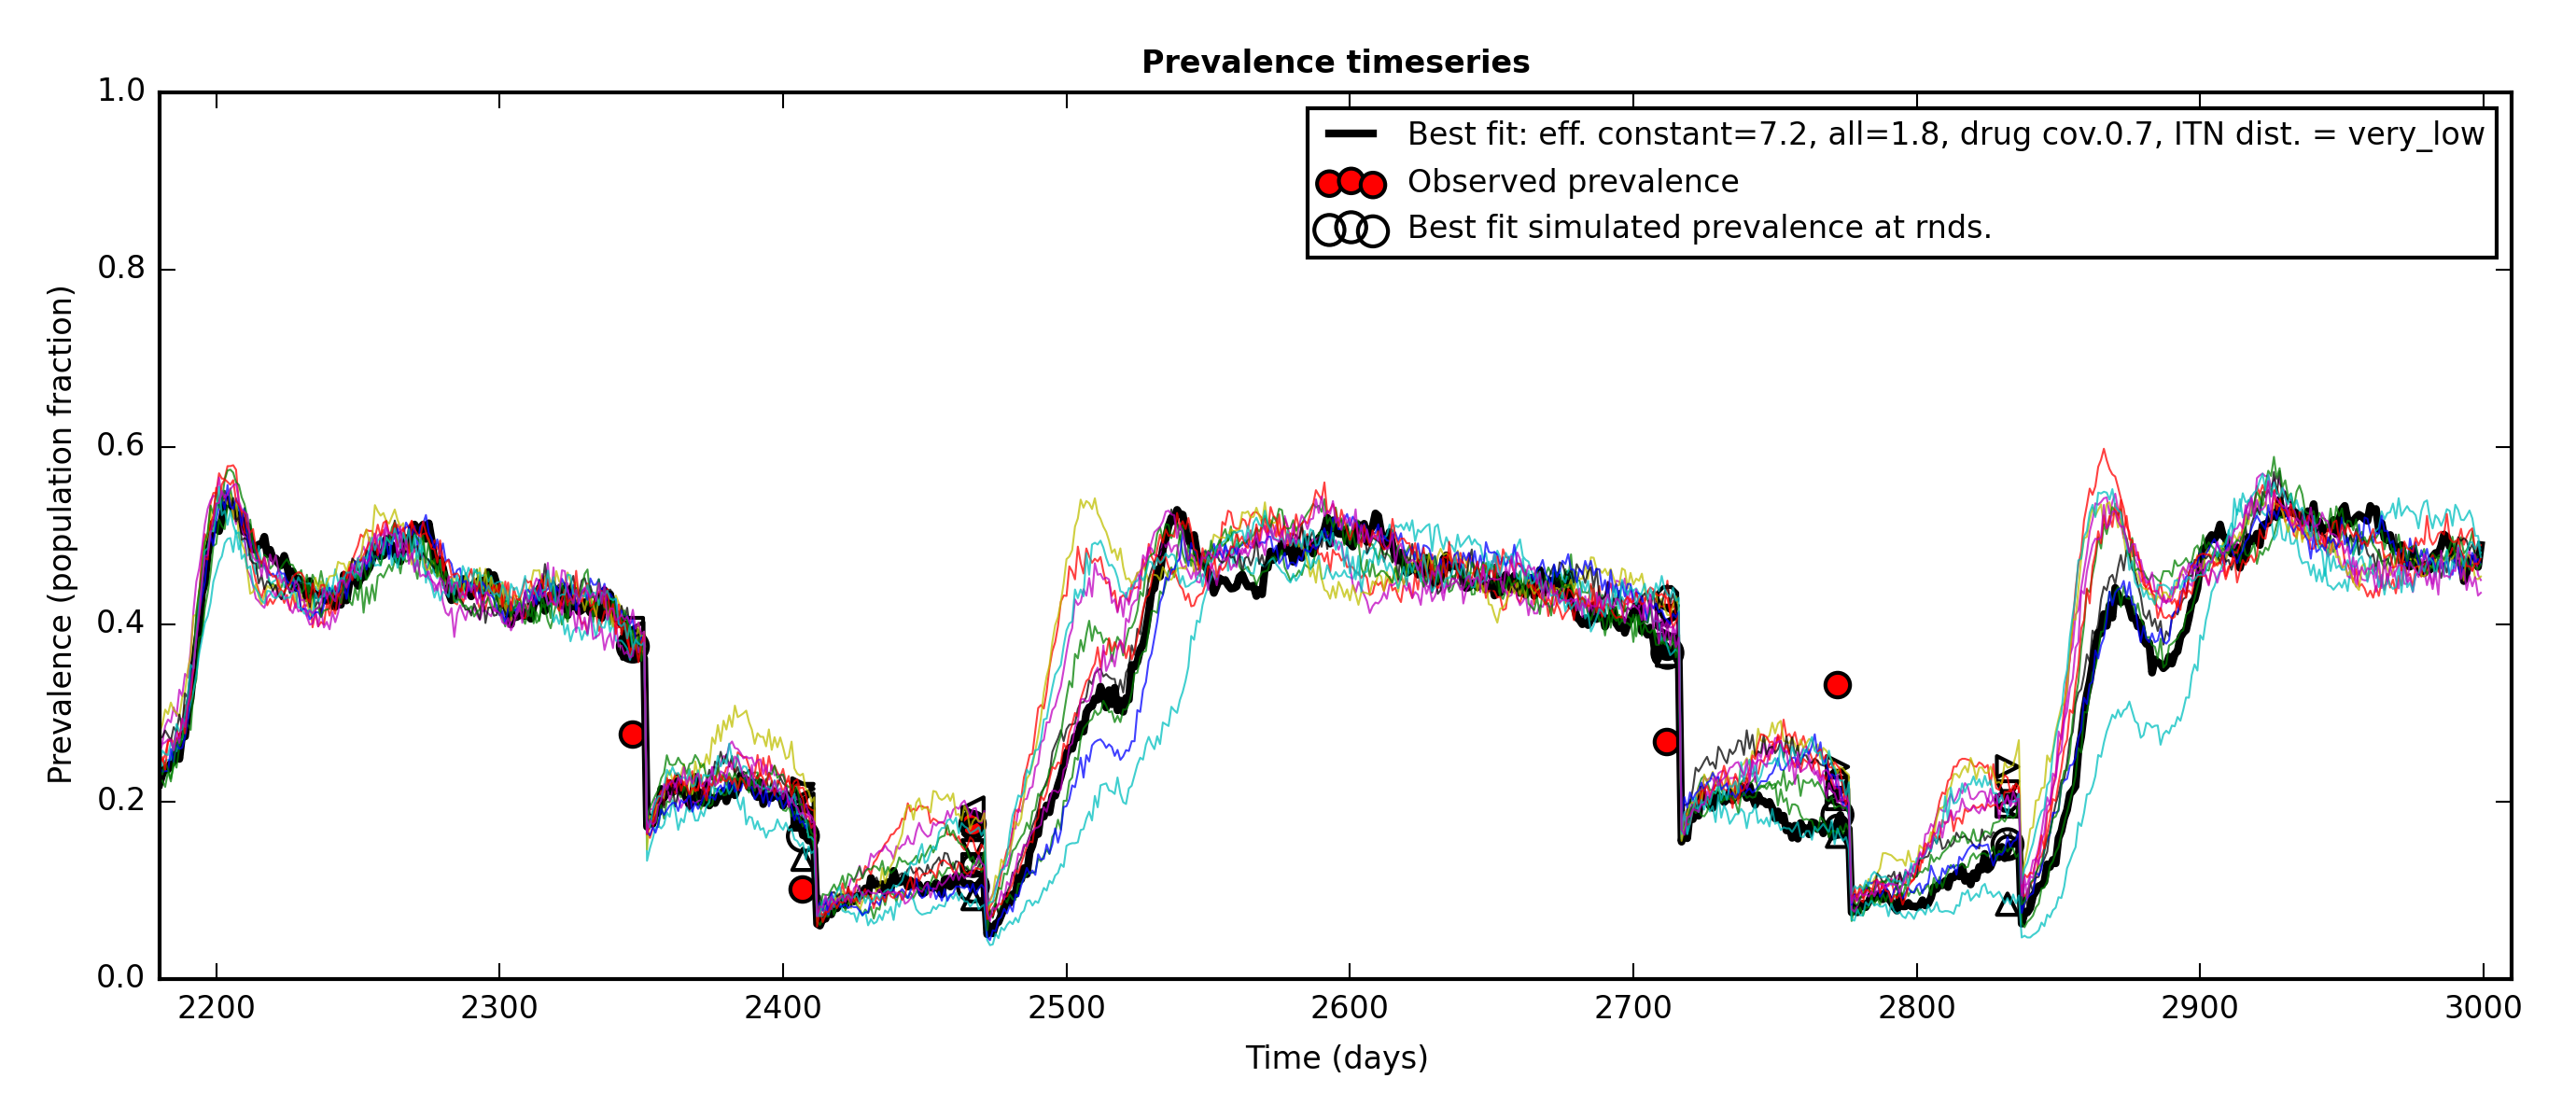 Prevalence timeseries
1.0
0.8
0.6
0.4
0.2
0.0
Prevalence (population fraction)
Best fit: eff. constant=7.2, all=1.8, drug cov.0.7, ITN dist. = very_low
Observed prevalence
Best fit simulated prevalence at rnds.
2200 2300 2400 2500 2600 2700 2800 2900 3000
Time (days)